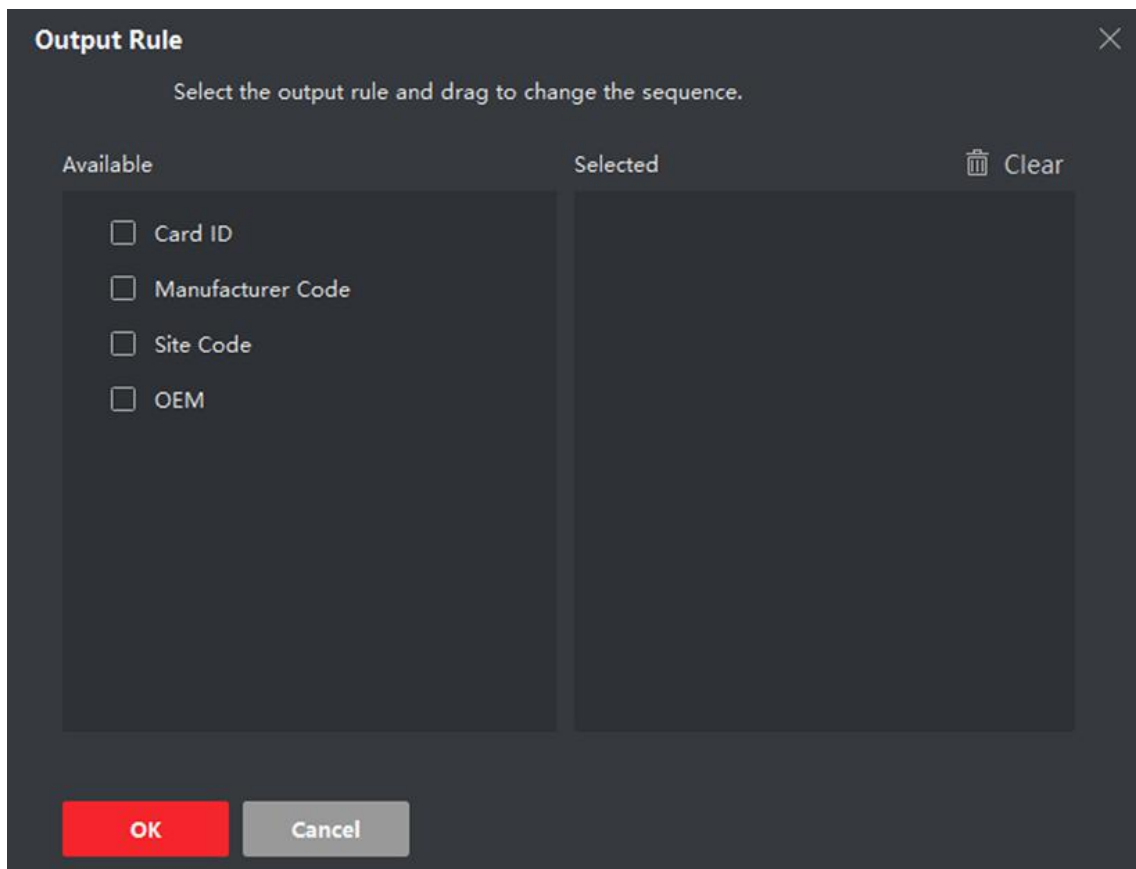 Output Rule
Select the output rule and drag to change the sequence.
Available
Selected
Clear
Card ID
Manufacturer Code
Site Code
OEM
OK
Cancel